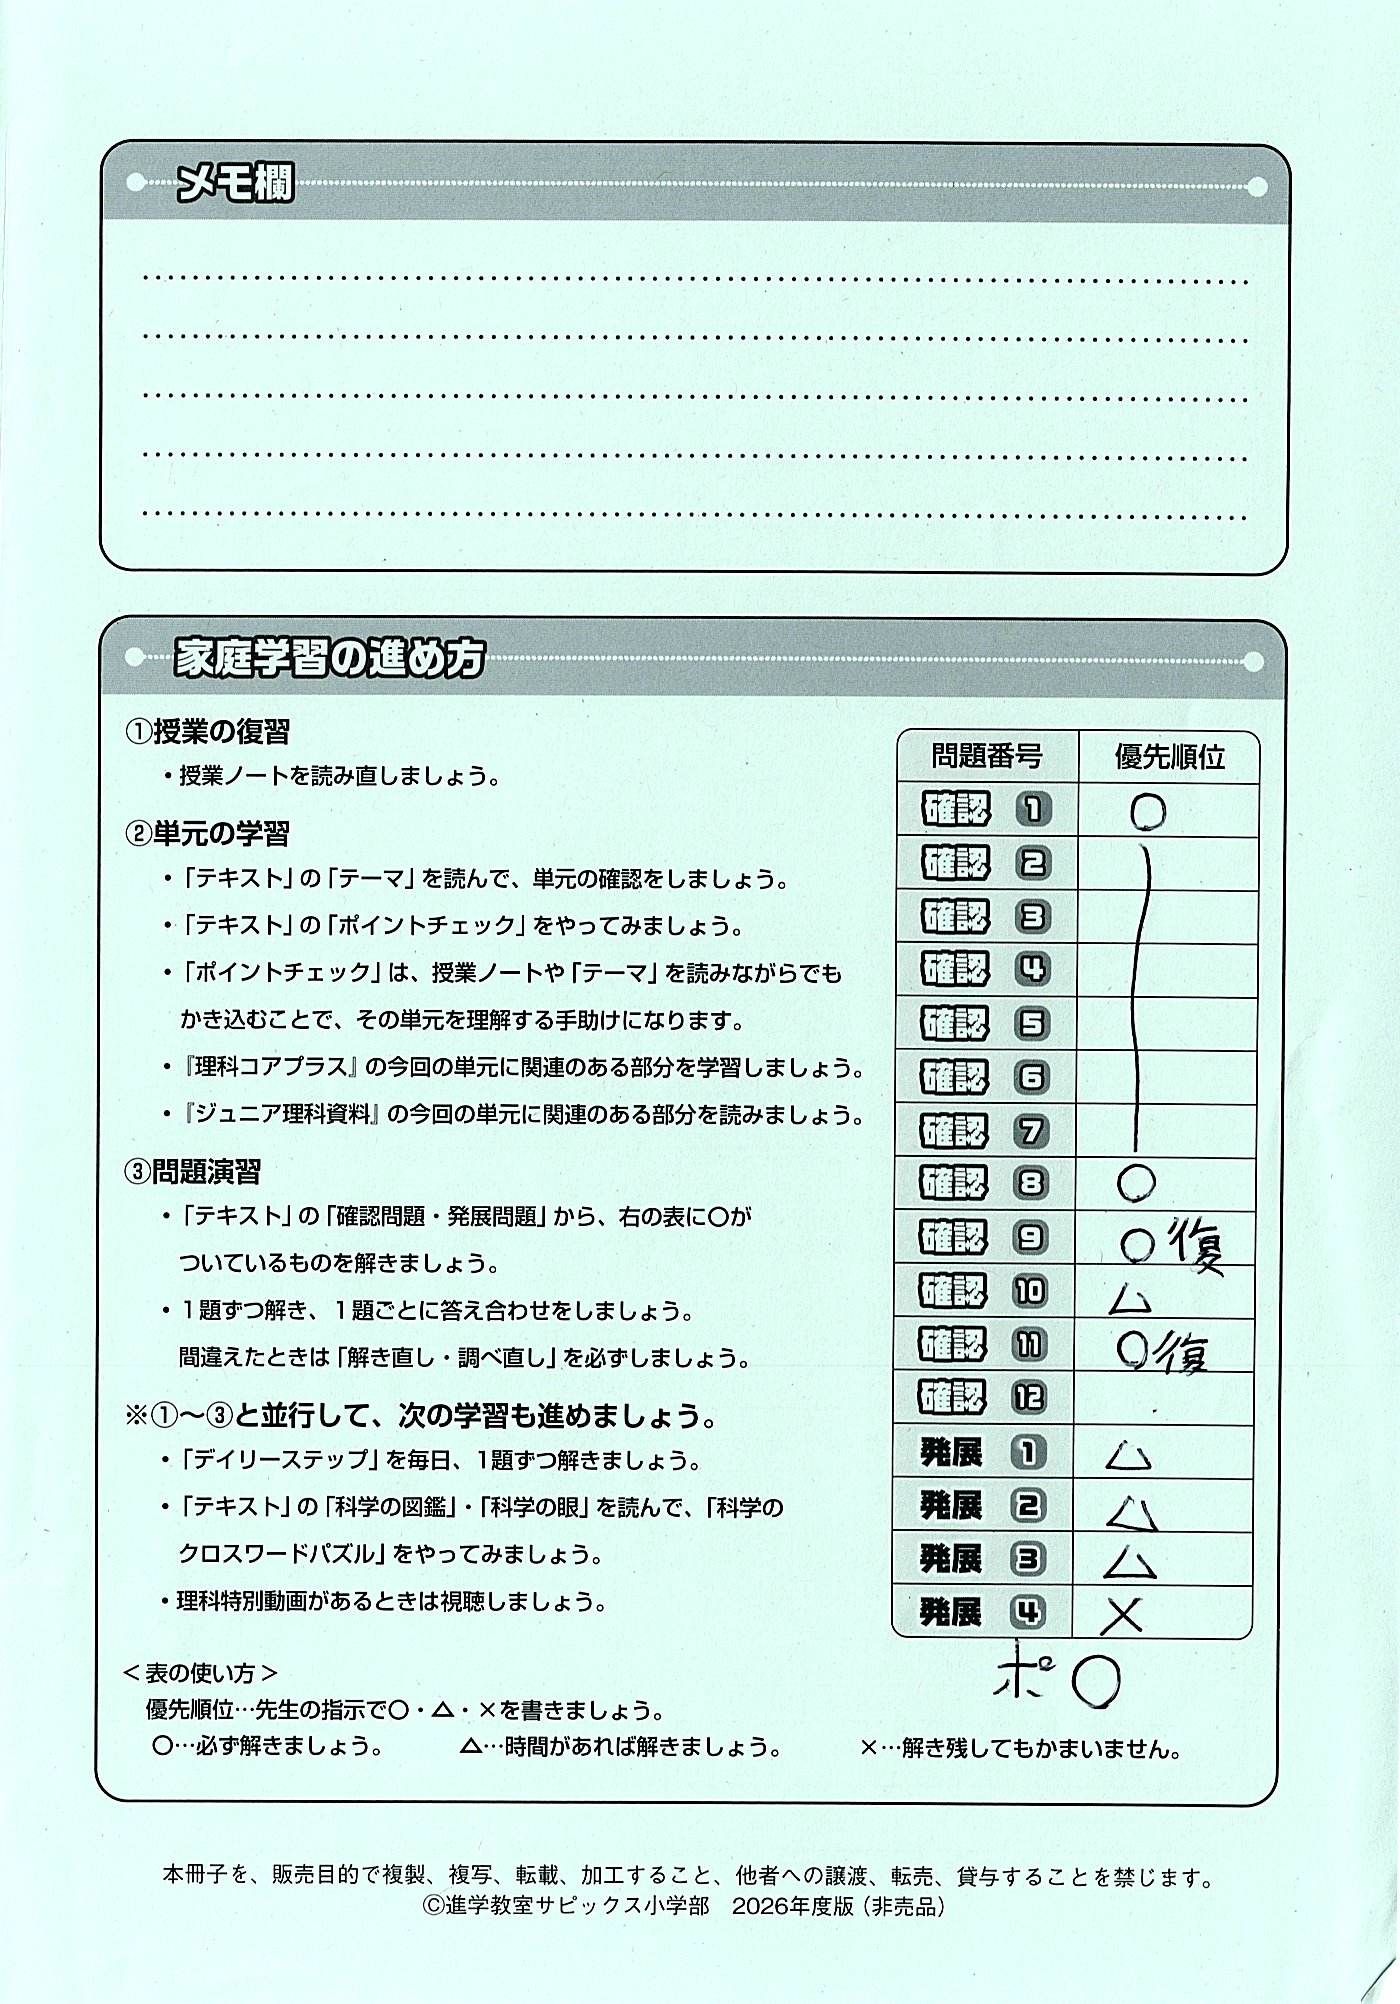 メモ欄
家庭学習の進め方
①授業の復習
・授業ノートを読み直しましょう。
②単元の学習
・「テキスト」の「テーマ」を読んで、単元の確認をしましょう。
・「テキスト」の「ポイントチェック」をやってみましょう。
・「ポイントチェック」は、授業ノートや「テーマ」を読みながらでも
かき込むことで、その単元を理解する手助けになります。
・『理科コアプラス』の今回の単元に関連のある部分を学習しましょう。
・『ジュニア理科資料』の今回の単元に関連のある部分を読みましょう。
③問題演習
・「テキスト」の「確認問題・発展問題」から、右の表に〇が
ついているものを解きましょう。
・１題ずつ解き、１題ごとに答え合わせをしましょう。
間違えたときは「解き直し・調べ直し」を必ずしましょう。
※①～③と並行して、次の学習も進めましょう。
・「デイリーステップ」を毎日、1題ずつ解きましょう。
・「テキスト」の「科学の図鑑」・「科学の眼」を読んで、「科学の
クロスワードパズル」をやってみましょう。
・理科特別動画があるときは視聴しましょう。
問題番号 優先順位
確認 1 〇
確認 2
確認 3
確認 4
確認 5
確認 6
確認 7
確認 8 〇
確認 9 〇 復
確認 10 △
確認 11 〇 復
確認 12
発展 1 △
発展 2 △
発展 3 △
発展 4 ×
ポ 〇
＜表の使い方＞
優先順位…先生の指示で〇・△・×を書きましょう。
〇…必ず解きましょう。 △…時間があれば解きましょう。 ×…解き残してもかまいません。
本冊子を、販売目的で複製、複写、転載、加工すること、他者への譲渡、転売、貸与することを禁じます。
©進学教室サピックス小学部 2026年度版（非売品）